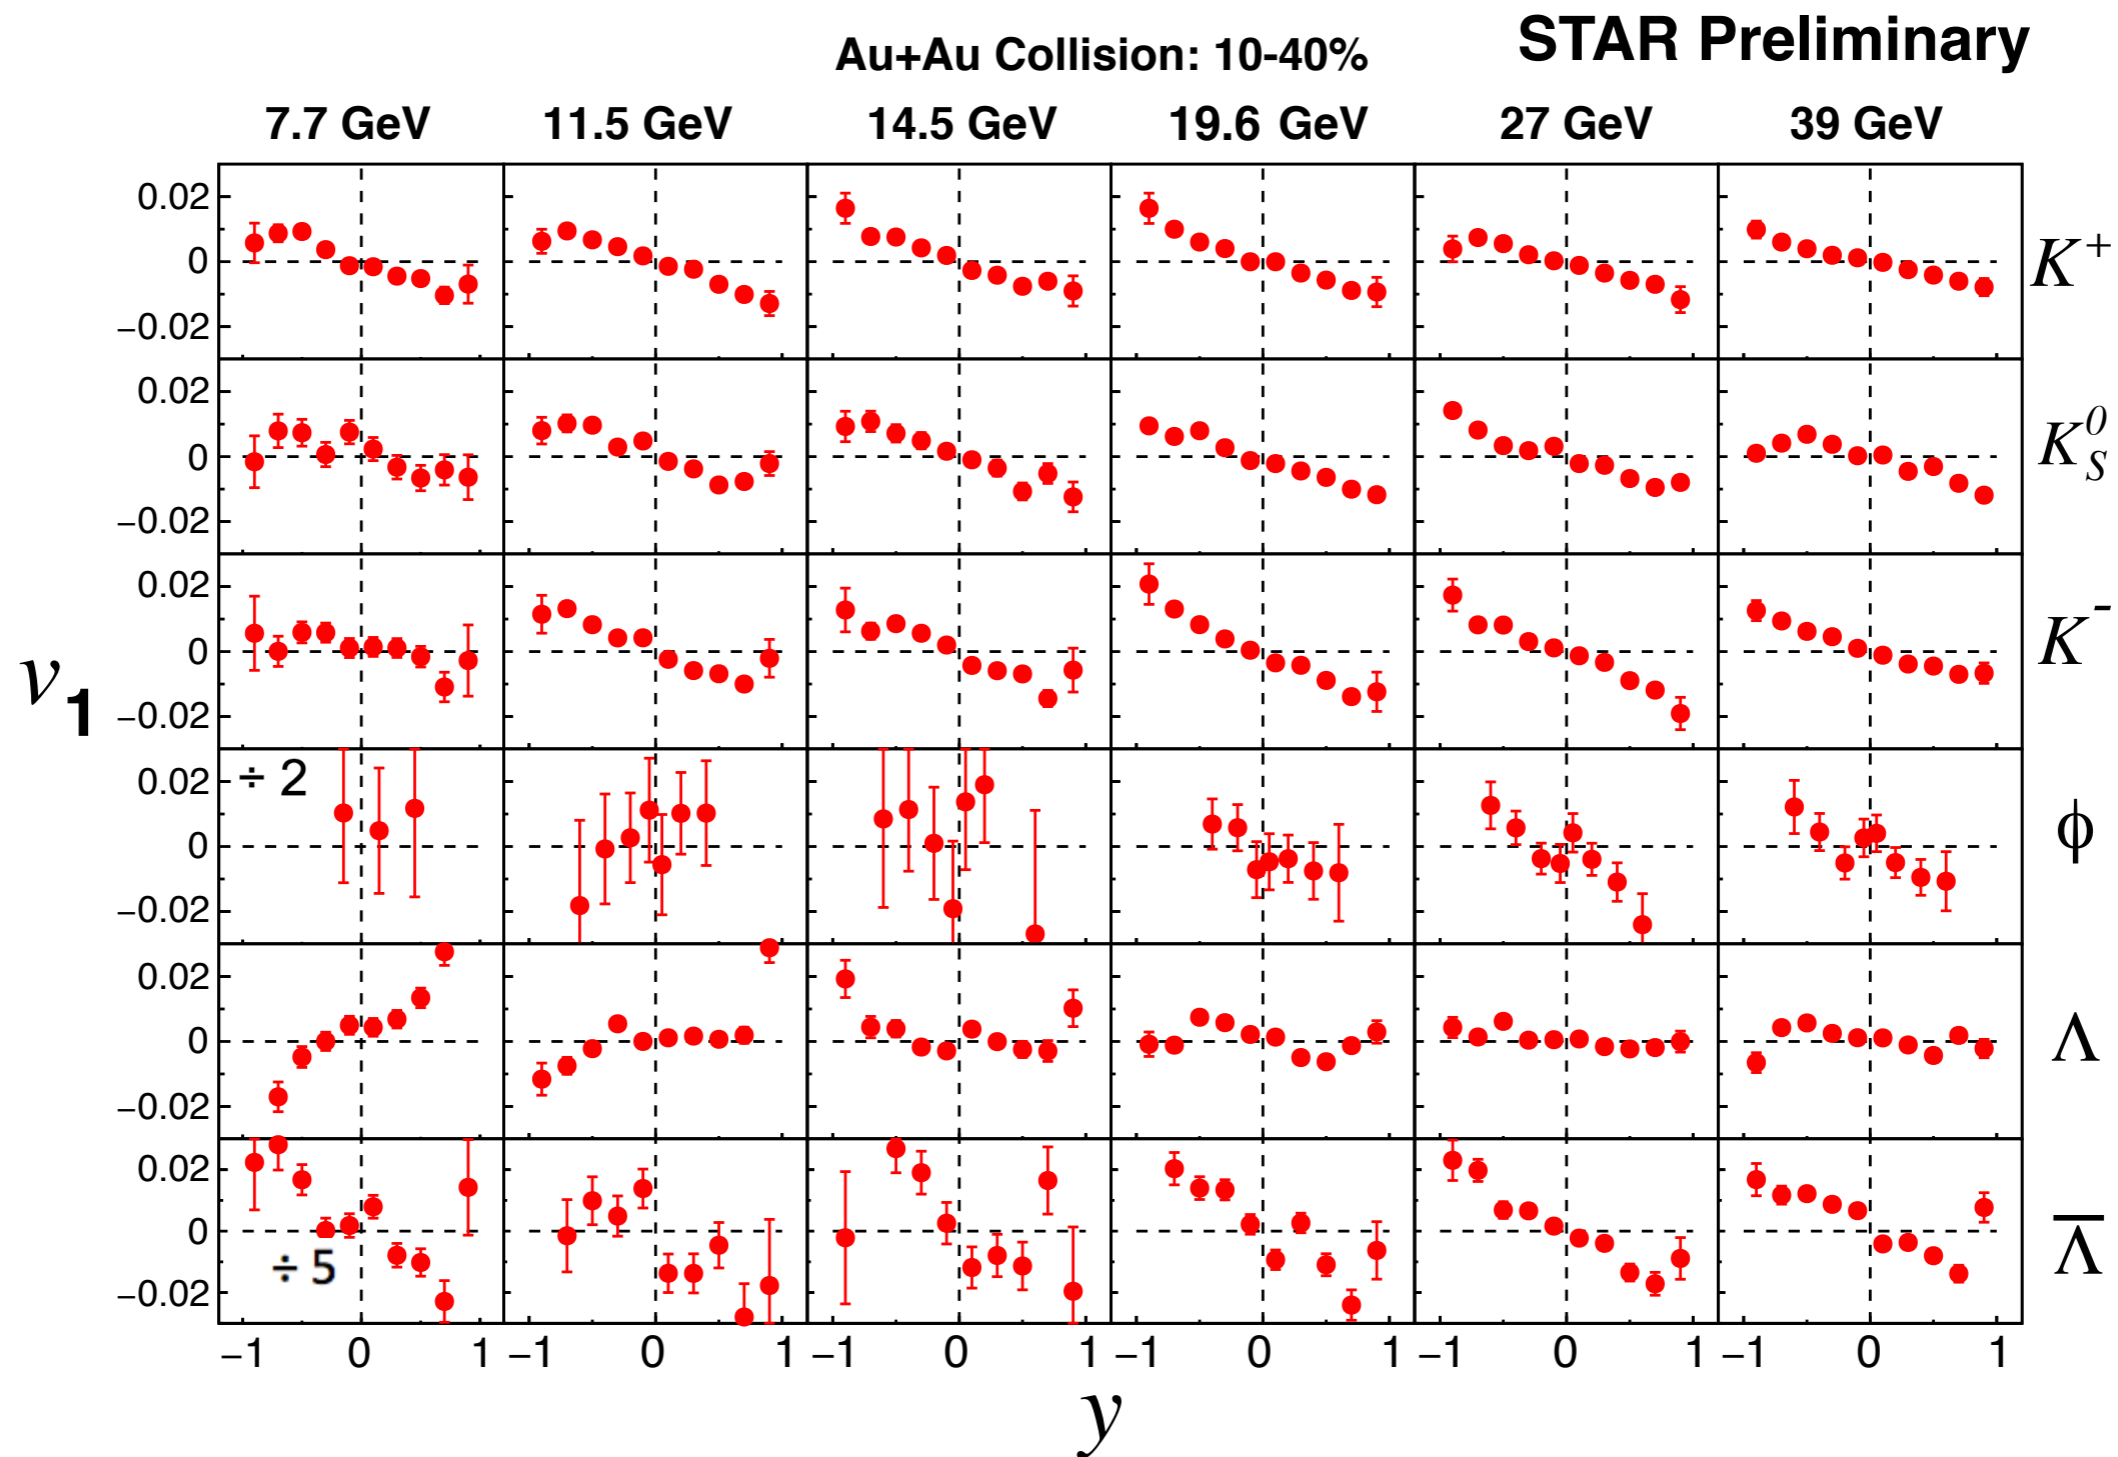 STAR Preliminary
Au+Au Collision: 10-40%
7.7 GeV 11.5 GeV 14.5 GeV 19.6 GeV 27 GeV 39 GeV
0.02
0
−0.02
K⁺
0.02
0
−0.02
K⁰_S
0.02
0
−0.02
K⁻
v₁
÷ 2
0.02
0
−0.02
ϕ
0.02
0
−0.02
Λ
0.02
0
−0.02
÷ 5
Λ̅
−1 0 1 −1 0 1 −1 0 1 −1 0 1 −1 0 1 −1 0 1
y